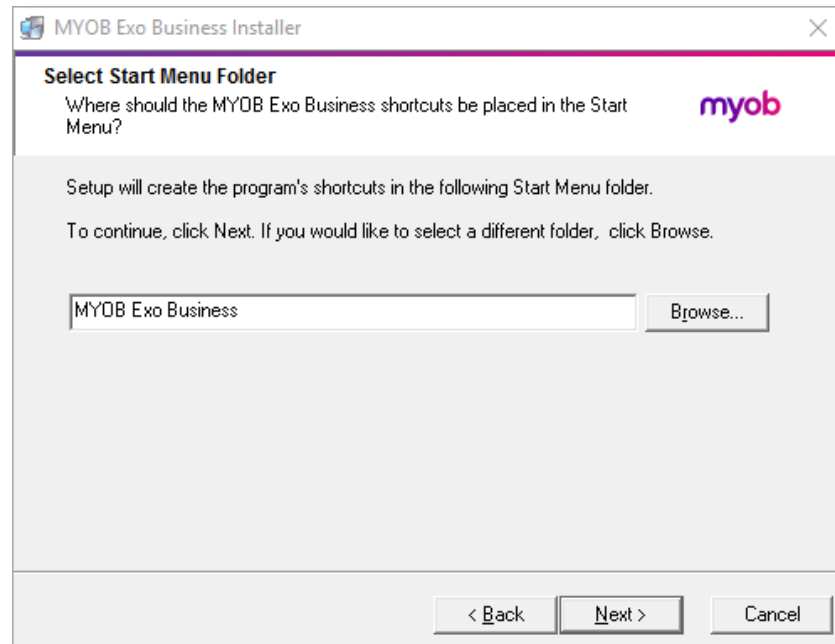 MYOB Exo Business Installer
Select Start Menu Folder
Where should the MYOB Exo Business shortcuts be placed in the Start
Menu?
myob
Setup will create the program's shortcuts in the following Start Menu folder.
To continue, click Next. If you would like to select a different folder, click Browse.
MYOB Exo Business
Browse...
< Back
Next >
Cancel